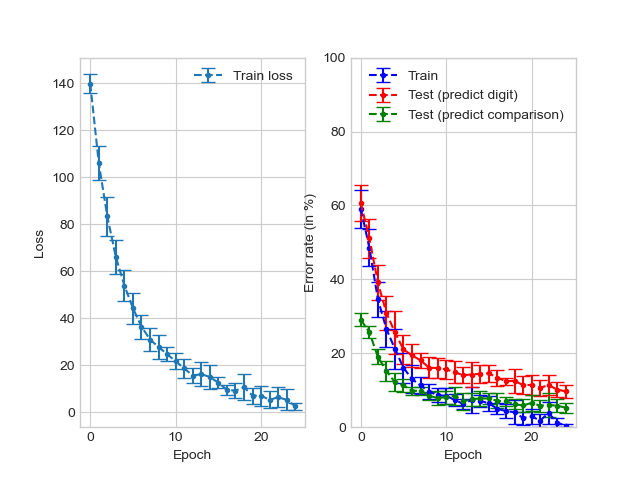 Train loss
140
120
100
80
60
40
20
0
Loss
0
10
20
Epoch
Train
Test (predict digit)
Test (predict comparison)
100
80
60
40
20
0
Error rate (in %)
0
10
20
Epoch